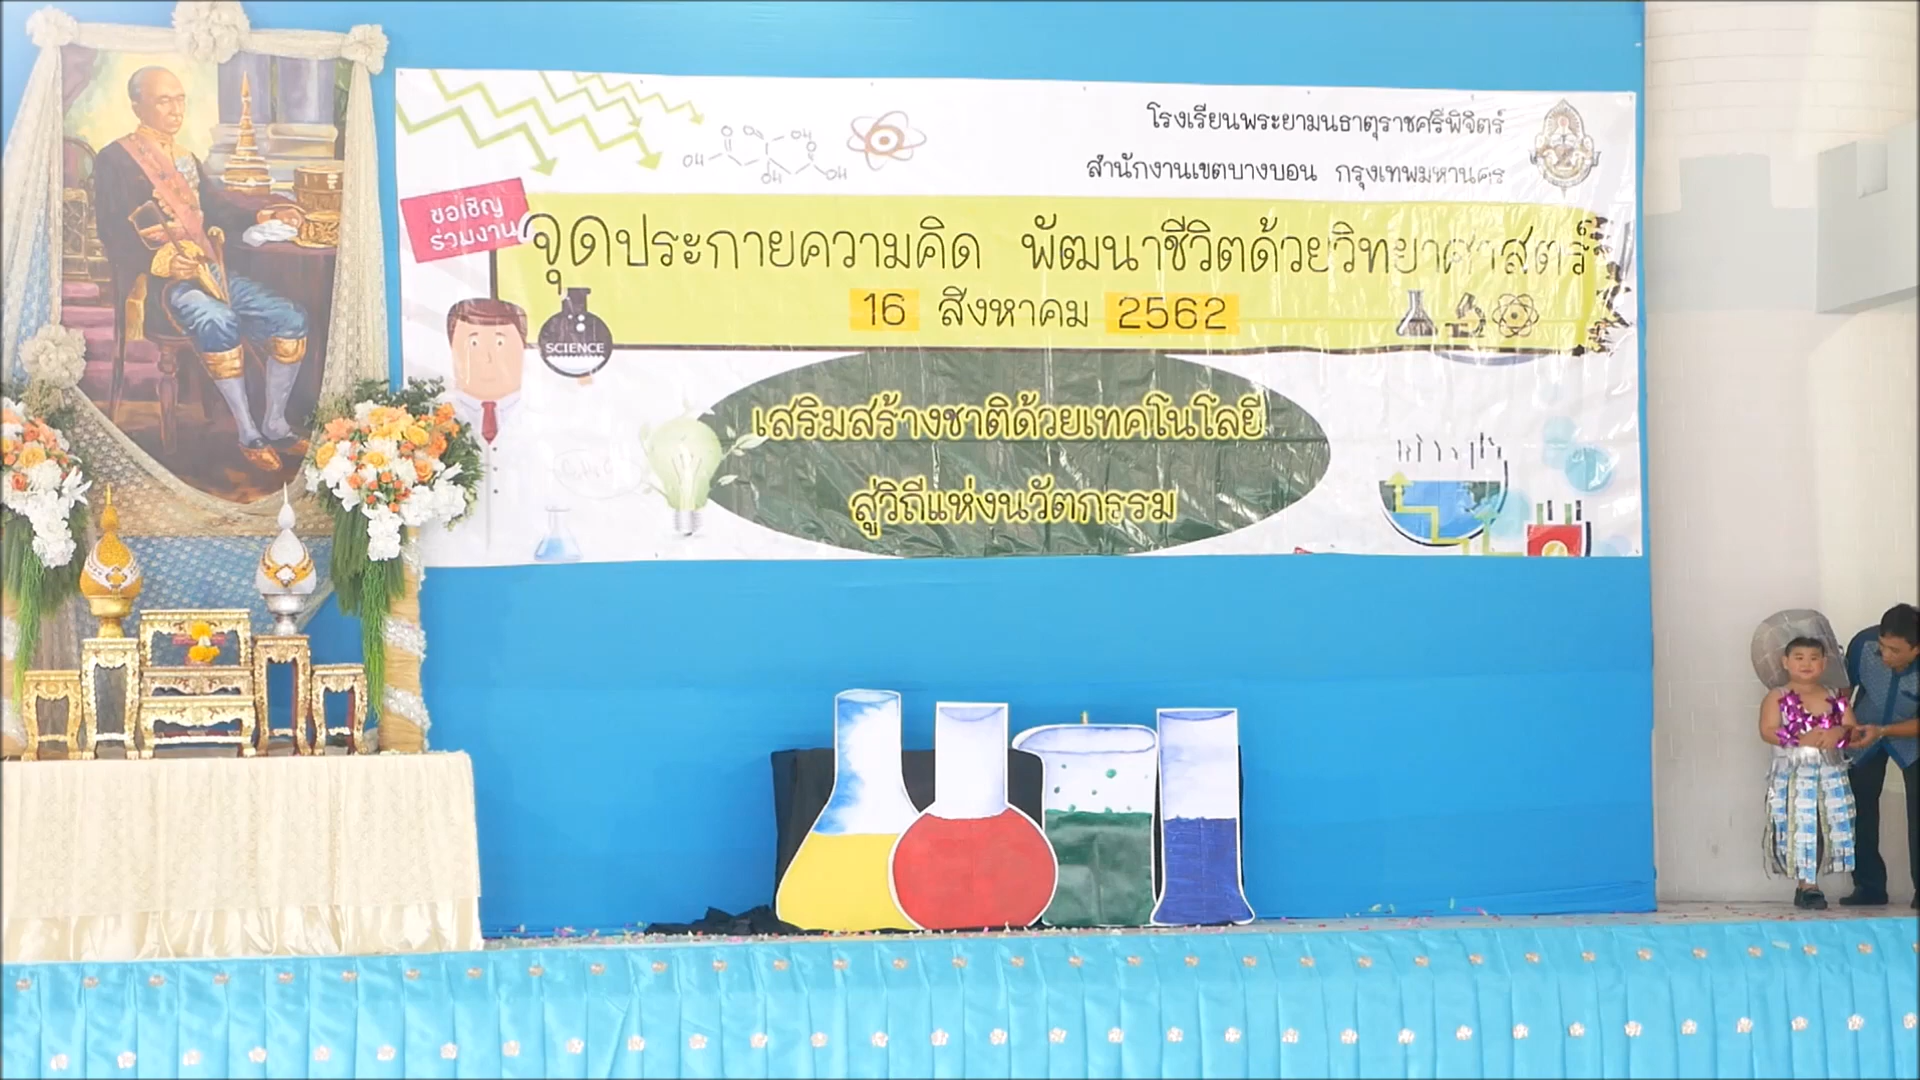 โรงเรียนพระยามนธาตุราชศรีพิจิตร์
สำนักงานเขตบางบอน กรุงเทพมหานคร
ขอเชิญ
ร่วมงาน
จุดประกายความคิด พัฒนาชีวิตด้วยวิทยาศาสตร์
16 สิงหาคม 2562
SCIENCE
เสริมสร้างชาติด้วยเทคโนโลยี
สู่วิถีแห่งนวัตกรรม